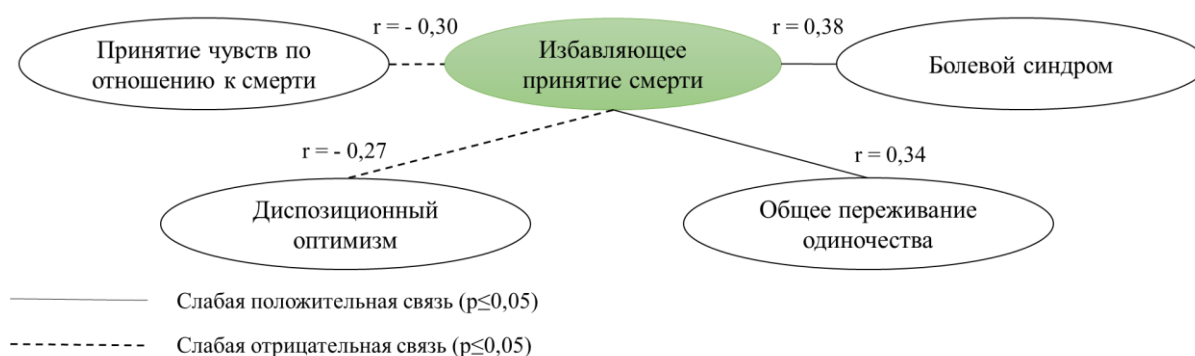 r = - 0,30
r = 0,38
Принятие чувств по
отношению к смерти
Избавляющее
принятие смерти
Болевой синдром
r = - 0,27
r = 0,34
Диспозиционный
оптимизм
Общее переживание
одиночества
Слабая положительная связь (p≤0,05)
Слабая отрицательная связь (p≤0,05)